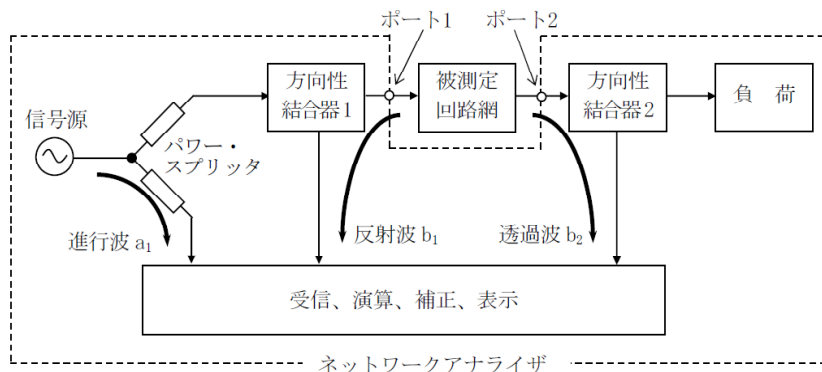 ポート1
ポート2
方向性
結合器1
被測定
回路網
方向性
結合器2
負 荷
信号源
パワー・
スプリッタ
進行波 a1
反射波 b1
透過波 b2
受信、演算、補正、表示
ネットワークアナライザ